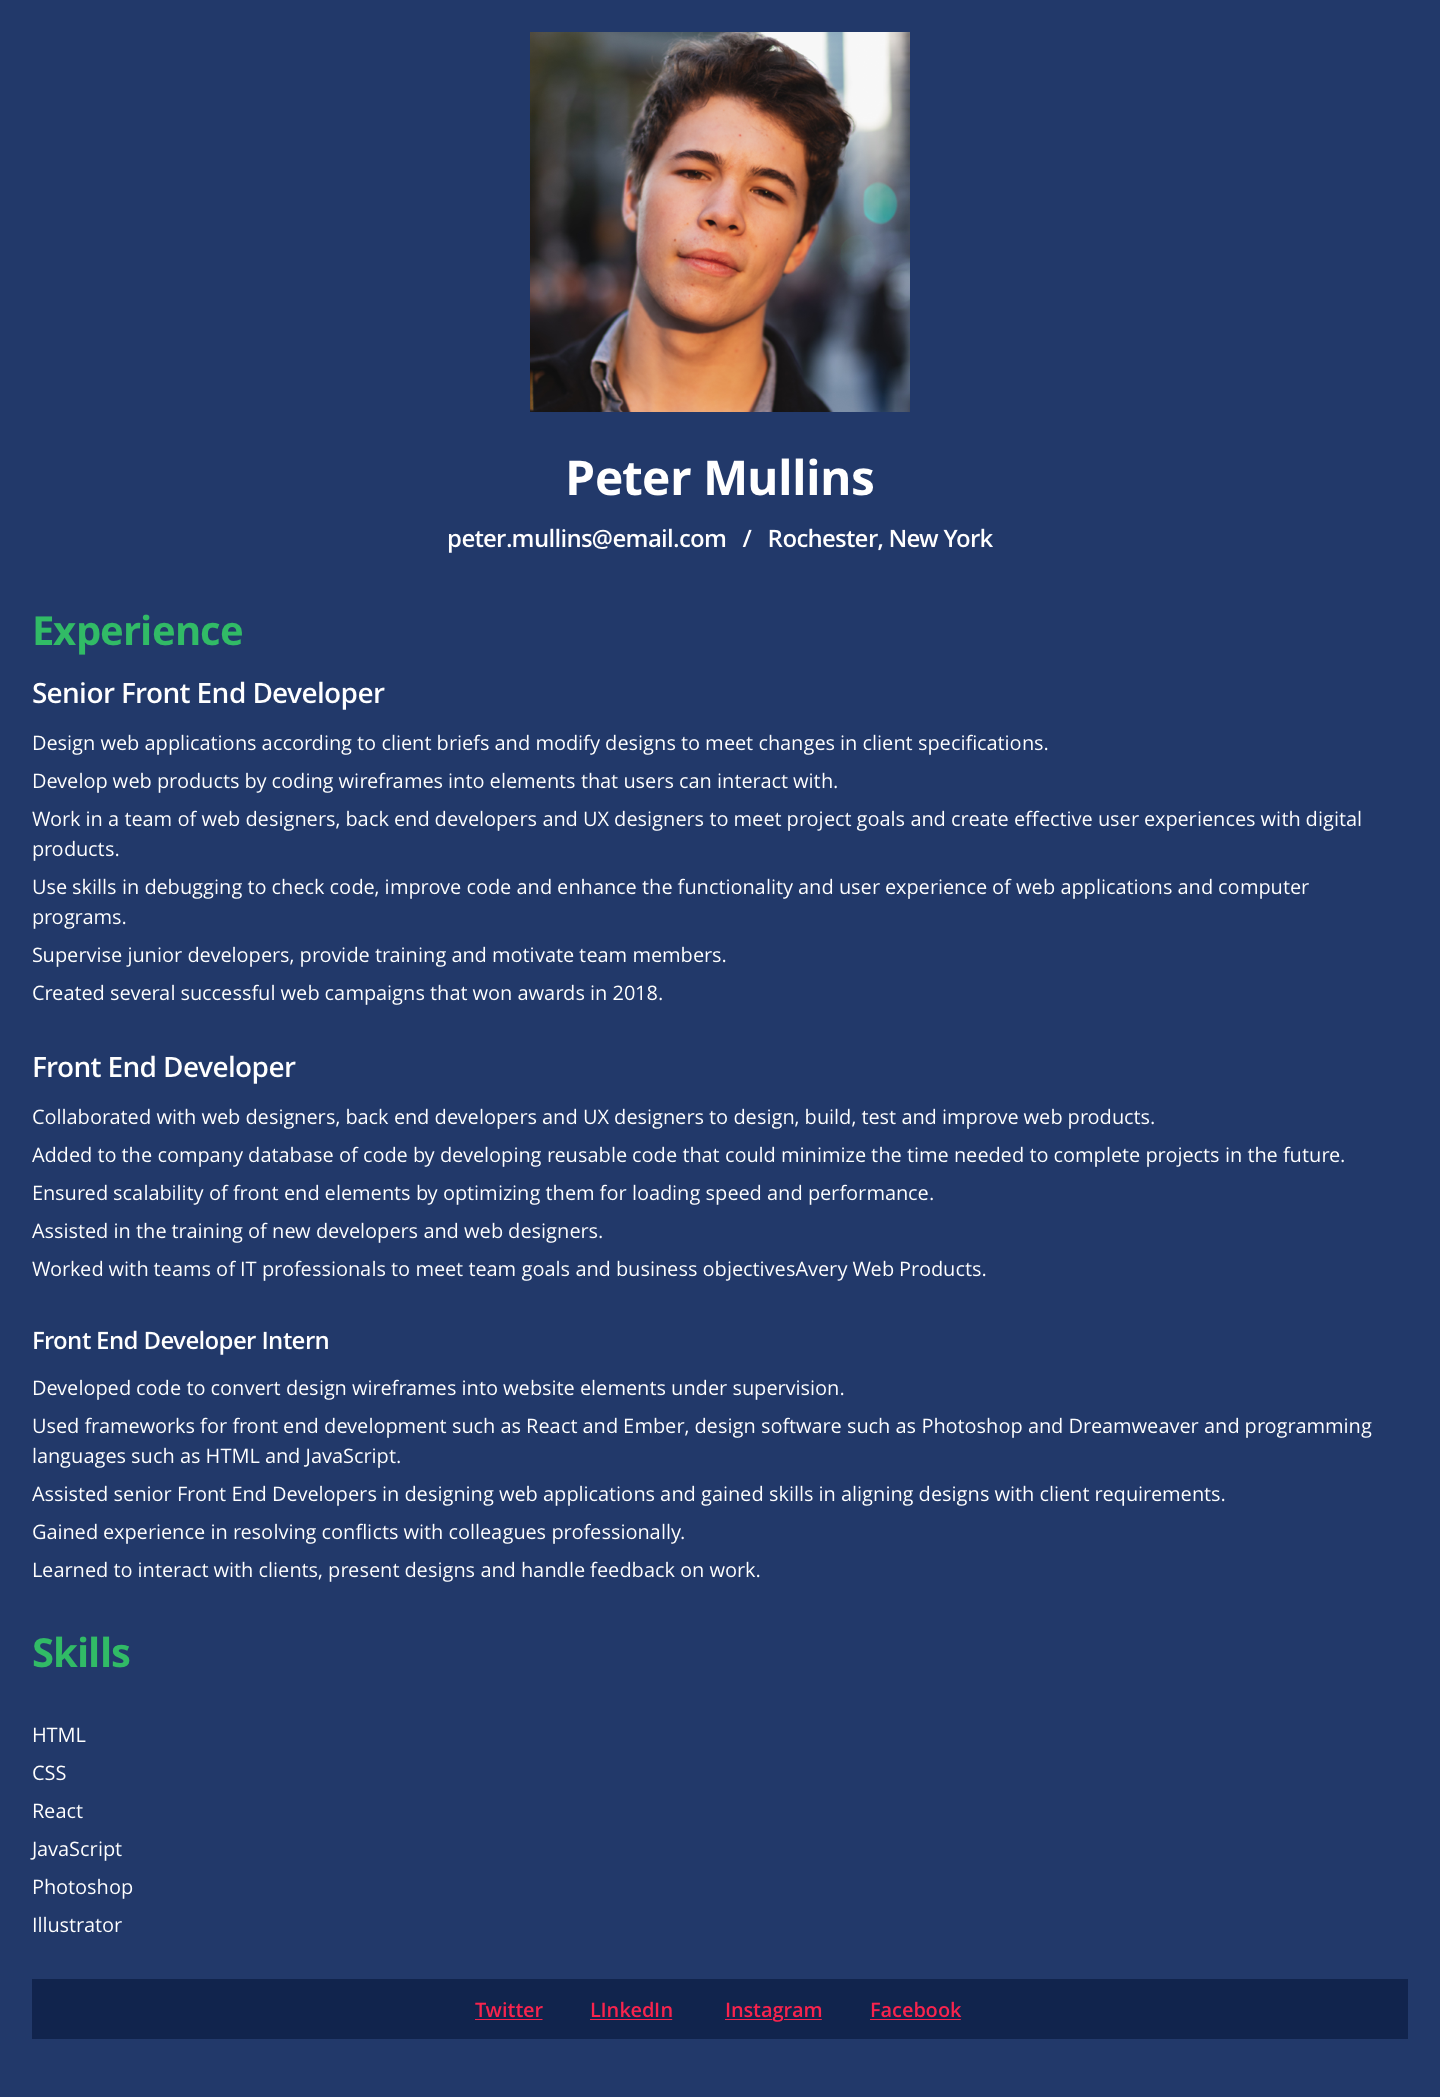 Peter Mullins
peter.mullins@email.com / Rochester, New York
Experience
Senior Front End Developer
Design web applications according to client briefs and modify designs to meet changes in client specifications.
Develop web products by coding wireframes into elements that users can interact with.
Work in a team of web designers, back end developers and UX designers to meet project goals and create effective user experiences with digital
products.
Use skills in debugging to check code, improve code and enhance the functionality and user experience of web applications and computer
programs.
Supervise junior developers, provide training and motivate team members.
Created several successful web campaigns that won awards in 2018.
Front End Developer
Collaborated with web designers, back end developers and UX designers to design, build, test and improve web products.
Added to the company database of code by developing reusable code that could minimize the time needed to complete projects in the future.
Ensured scalability of front end elements by optimizing them for loading speed and performance.
Assisted in the training of new developers and web designers.
Worked with teams of IT professionals to meet team goals and business objectivesAvery Web Products.
Front End Developer Intern
Developed code to convert design wireframes into website elements under supervision.
Used frameworks for front end development such as React and Ember, design software such as Photoshop and Dreamweaver and programming
languages such as HTML and JavaScript.
Assisted senior Front End Developers in designing web applications and gained skills in aligning designs with client requirements.
Gained experience in resolving conflicts with colleagues professionally.
Learned to interact with clients, present designs and handle feedback on work.
Skills
HTML
CSS
React
JavaScript
Photoshop
Illustrator
Twitter LInkedIn Instagram Facebook